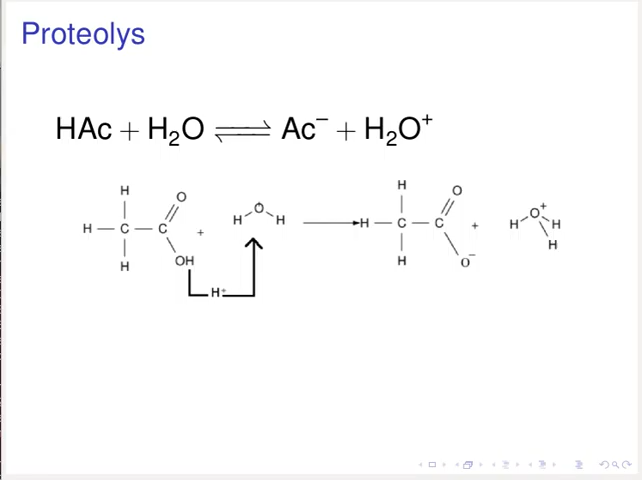 Proteolys
HAc + H₂O ⇌ Ac⁻ + H₂O⁺
H H
O O
H O⁺
H — C — C + H O H → H — C — C + H H
H
H OH H O⁻
H⁺